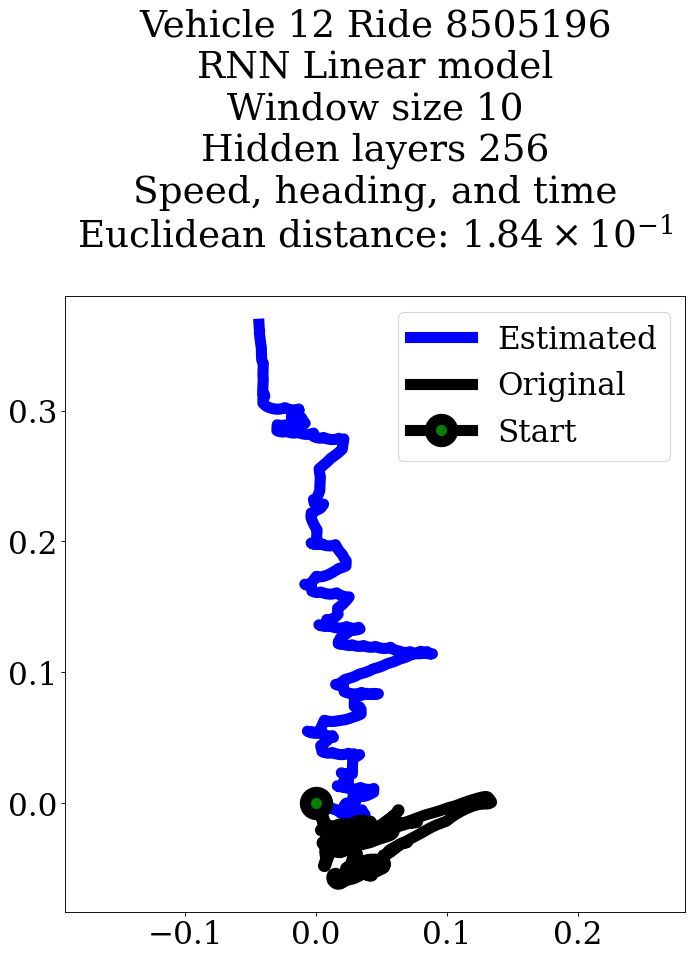 Vehicle 12 Ride 8505196
RNN Linear model
Window size 10
Hidden layers 256
Speed, heading, and time
Euclidean distance: 1.84 × 10⁻¹
Estimated
Original
Start
0.3
0.2
0.1
0.0
−0.1 0.0 0.1 0.2